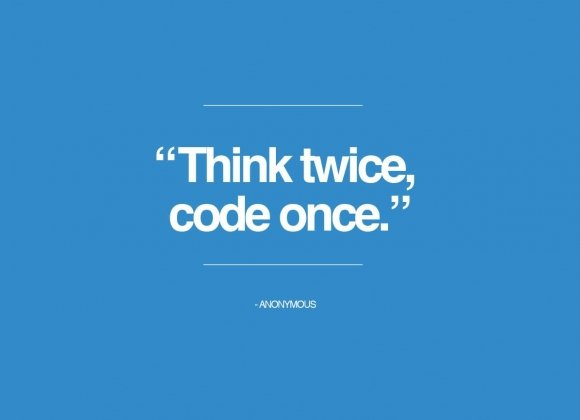 “Think twice,
code once.”
- ANONYMOUS